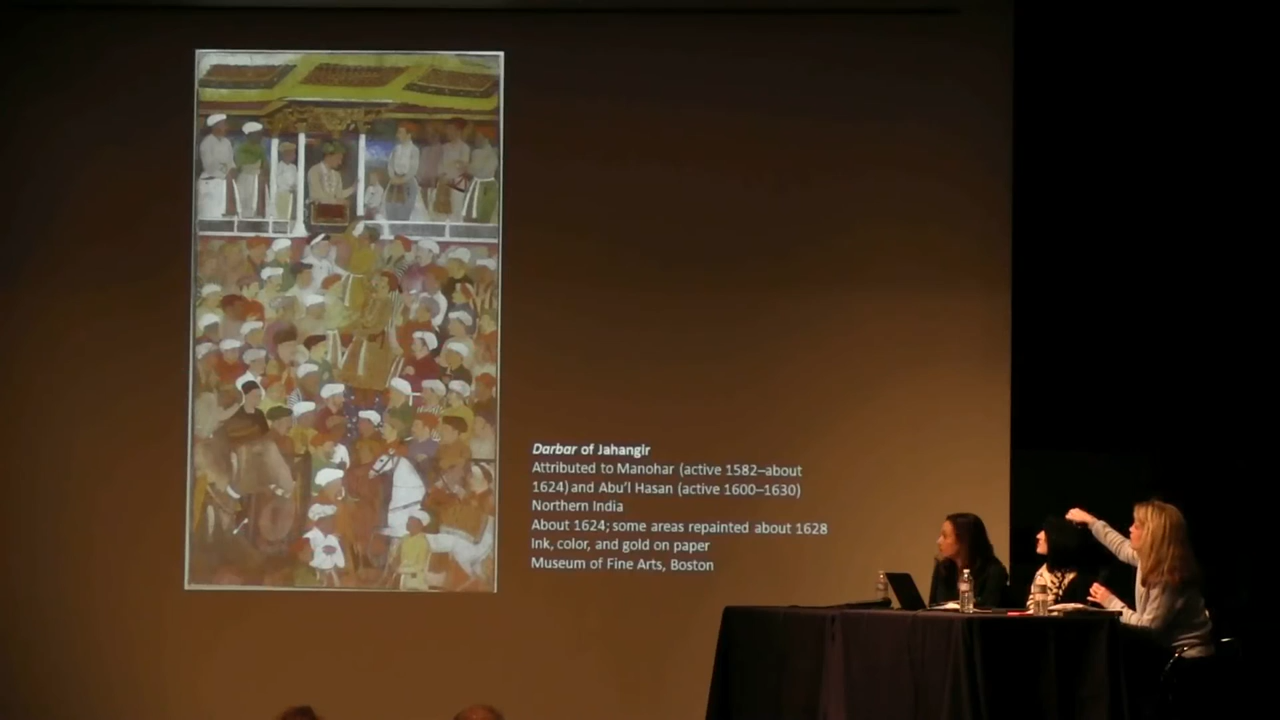 Darbar of Jahangir
Attributed to Manohar (active 1582–about
1624) and Abu'l Hasan (active 1600–1630)
Northern India
About 1624; some areas repainted about 1628
Ink, color, and gold on paper
Museum of Fine Arts, Boston